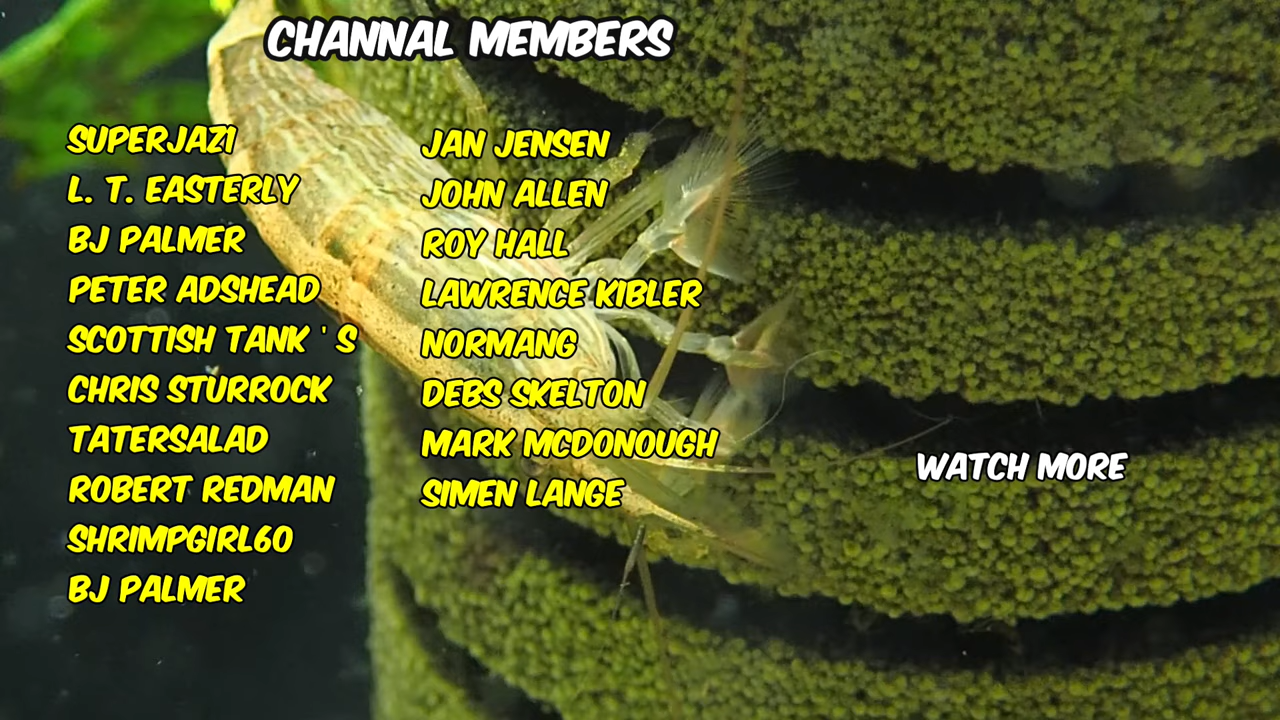 CHANNAL MEMBERS
SUPERJAZI
L. T. EASTERLY
BJ PALMER
PETER ADSHEAD
SCOTTISH TANK ' S
CHRIS STURROCK
TATERSALAD
ROBERT REDMAN
SHRIMPGIRL60
BJ PALMER
JAN JENSEN
JOHN ALLEN
ROY HALL
LAWRENCE KIBLER
NORMANG
DEBS SKELTON
MARK MCDONOUGH
SIMEN LANGE
WATCH MORE